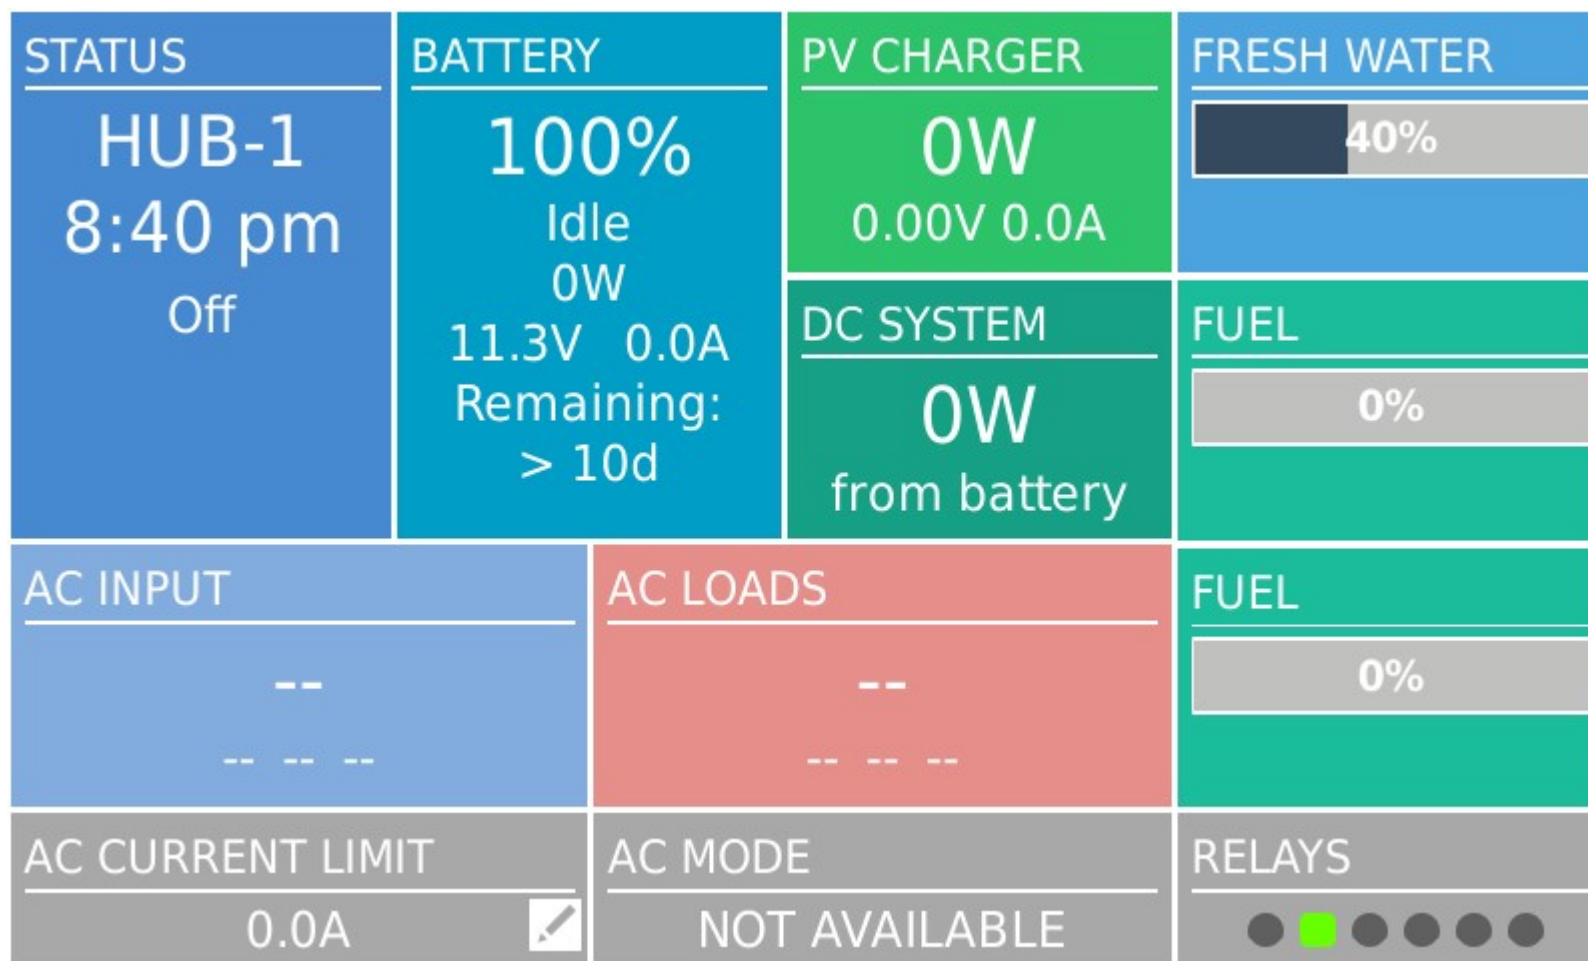 STATUS
HUB-1
8:40 pm
Off
BATTERY
100%
Idle
0W
11.3V 0.0A
Remaining:
> 10d
PV CHARGER
0W
0.00V 0.0A
DC SYSTEM
0W
from battery
FRESH WATER
40%
FUEL
0%
FUEL
0%
AC INPUT
--
-- -- --
AC LOADS
--
-- -- --
AC CURRENT LIMIT
0.0A
AC MODE
NOT AVAILABLE
RELAYS